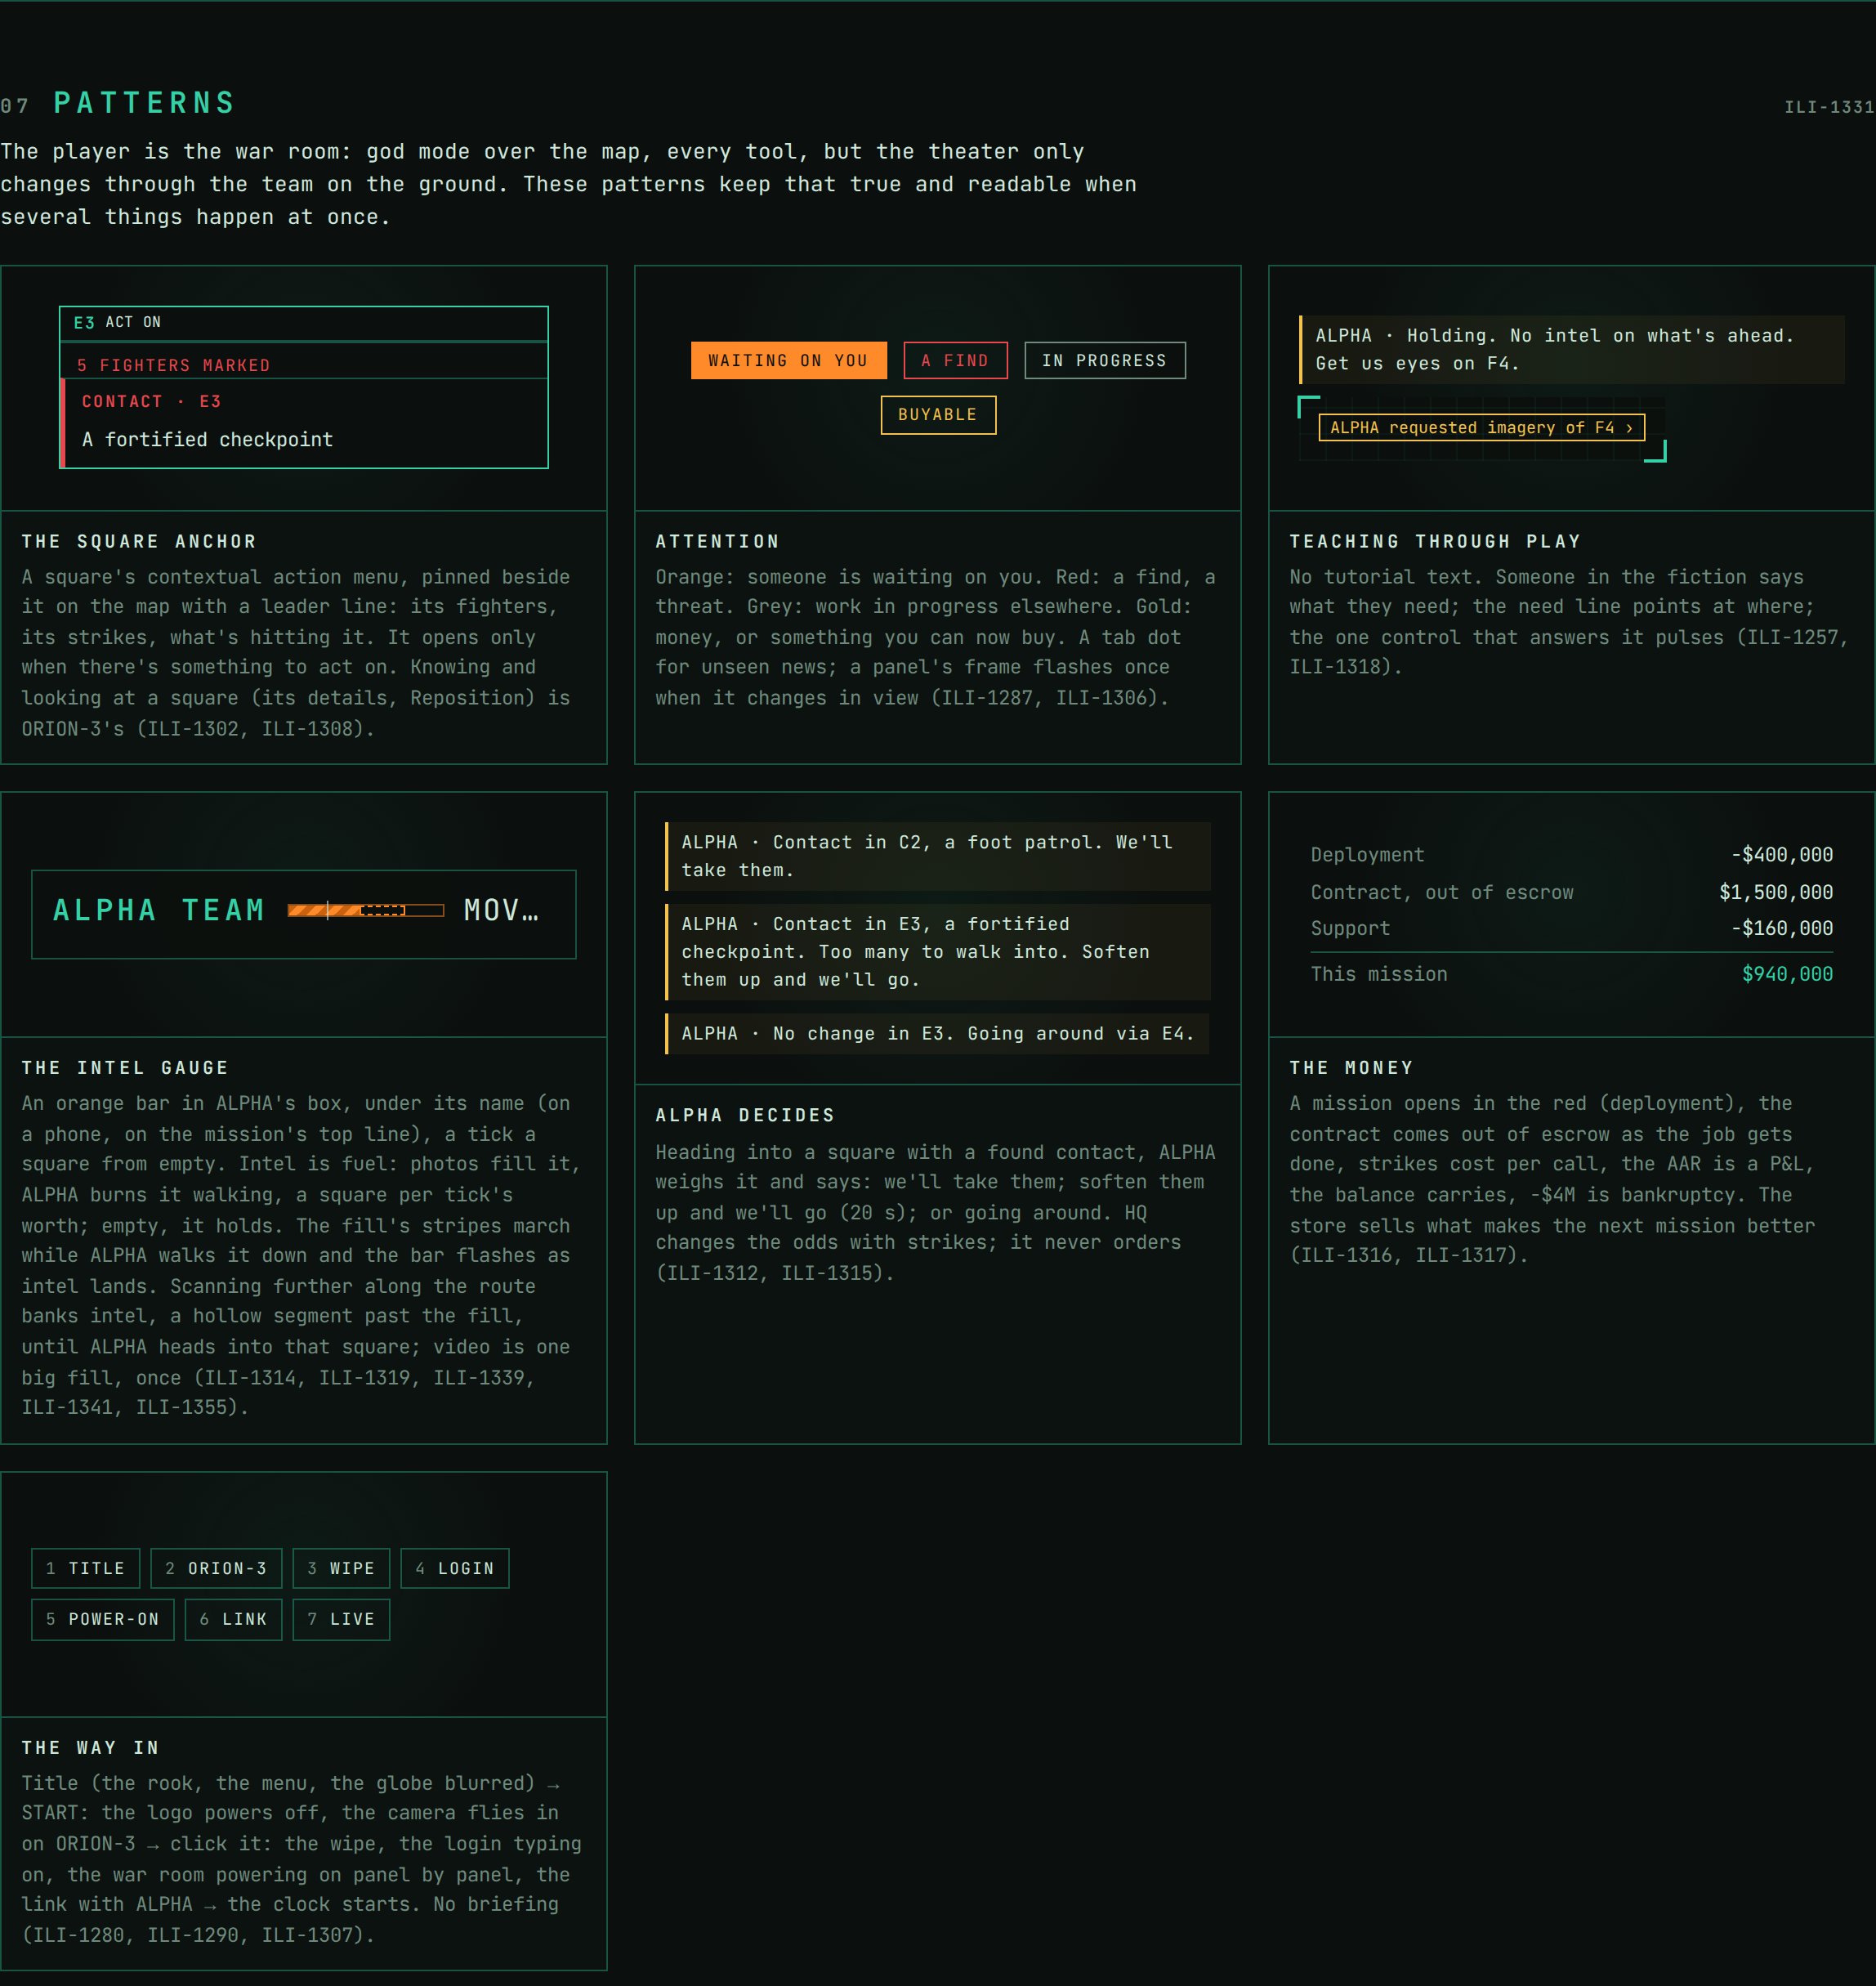 07 PATTERNS
ILI-1331
The player is the war room: god mode over the map, every tool, but the theater only
changes through the team on the ground. These patterns keep that true and readable when
several things happen at once.
E3 ACT ON
5 FIGHTERS MARKED
CONTACT · E3
A fortified checkpoint
THE SQUARE ANCHOR
A square's contextual action menu, pinned beside
it on the map with a leader line: its fighters,
its strikes, what's hitting it. It opens only
when there's something to act on. Knowing and
looking at a square (its details, Reposition) is
ORION-3's (ILI-1302, ILI-1308).
WAITING ON YOU
A FIND
IN PROGRESS
BUYABLE
ATTENTION
Orange: someone is waiting on you. Red: a find, a
threat. Grey: work in progress elsewhere. Gold:
money, or something you can now buy. A tab dot
for unseen news; a panel's frame flashes once
when it changes in view (ILI-1287, ILI-1306).
ALPHA · Holding. No intel on what's ahead.
Get us eyes on F4.
ALPHA requested imagery of F4 ›
TEACHING THROUGH PLAY
No tutorial text. Someone in the fiction says
what they need; the need line points at where;
the one control that answers it pulses (ILI-1257,
ILI-1318).
ALPHA TEAM
MOV…
THE INTEL GAUGE
An orange bar in ALPHA's box, under its name (on
a phone, on the mission's top line), a tick a
square from empty. Intel is fuel: photos fill it,
ALPHA burns it walking, a square per tick's
worth; empty, it holds. The fill's stripes march
while ALPHA walks it down and the bar flashes as
intel lands. Scanning further along the route
banks intel, a hollow segment past the fill,
until ALPHA heads into that square; video is one
big fill, once (ILI-1314, ILI-1319, ILI-1339,
ILI-1341, ILI-1355).
ALPHA · Contact in C2, a foot patrol. We'll
take them.
ALPHA · Contact in E3, a fortified
checkpoint. Too many to walk into. Soften
them up and we'll go.
ALPHA · No change in E3. Going around via E4.
ALPHA DECIDES
Heading into a square with a found contact, ALPHA
weighs it and says: we'll take them; soften them
up and we'll go (20 s); or going around. HQ
changes the odds with strikes; it never orders
(ILI-1312, ILI-1315).
Deployment -$400,000
Contract, out of escrow $1,500,000
Support -$160,000
This mission $940,000
THE MONEY
A mission opens in the red (deployment), the
contract comes out of escrow as the job gets
done, strikes cost per call, the AAR is a P&L,
the balance carries, -$4M is bankruptcy. The
store sells what makes the next mission better
(ILI-1316, ILI-1317).
1 TITLE
2 ORION-3
3 WIPE
4 LOGIN
5 POWER-ON
6 LINK
7 LIVE
THE WAY IN
Title (the rook, the menu, the globe blurred) →
START: the logo powers off, the camera flies in
on ORION-3 → click it: the wipe, the login typing
on, the war room powering on panel by panel, the
link with ALPHA → the clock starts. No briefing
(ILI-1280, ILI-1290, ILI-1307).